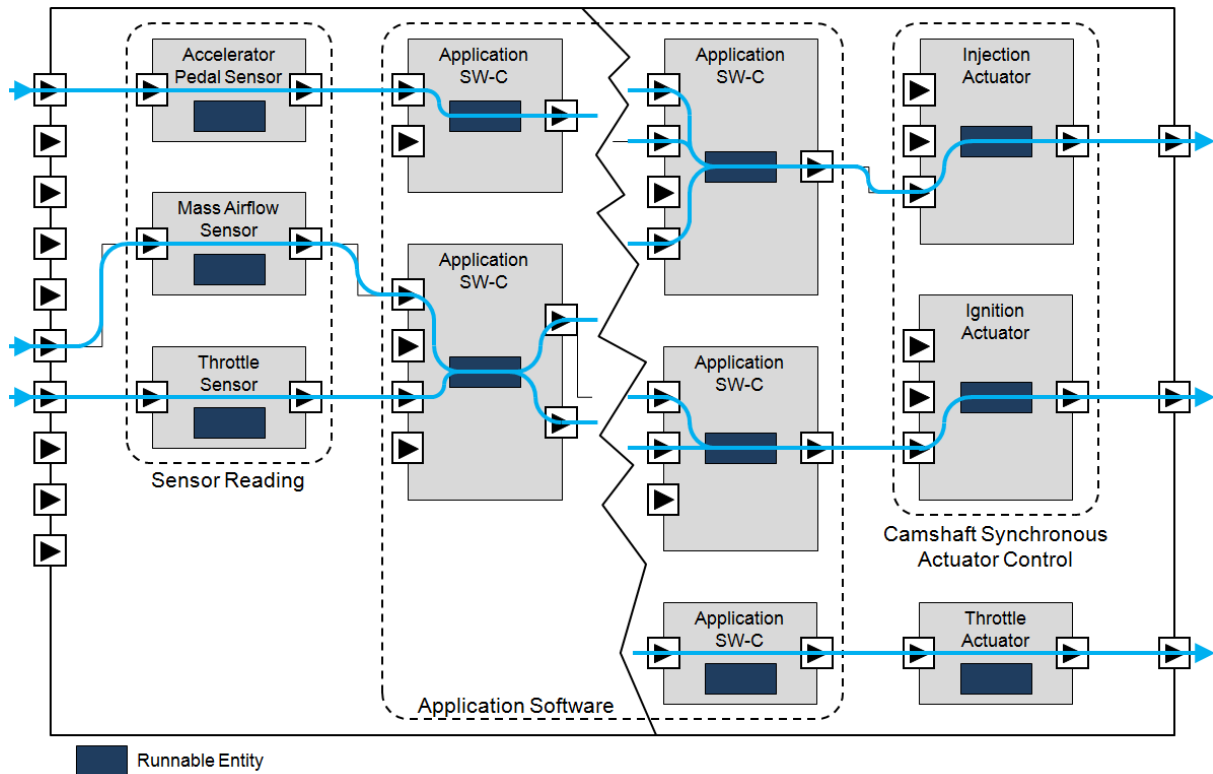 Accelerator
Pedal Sensor
Application
SW-C
Application
SW-C
Injection
Actuator
Mass Airflow
Sensor
Application
SW-C
Ignition
Actuator
Throttle
Sensor
Application
SW-C
Sensor Reading
Camshaft Synchronous
Actuator Control
Application
SW-C
Throttle
Actuator
Application Software
Runnable Entity